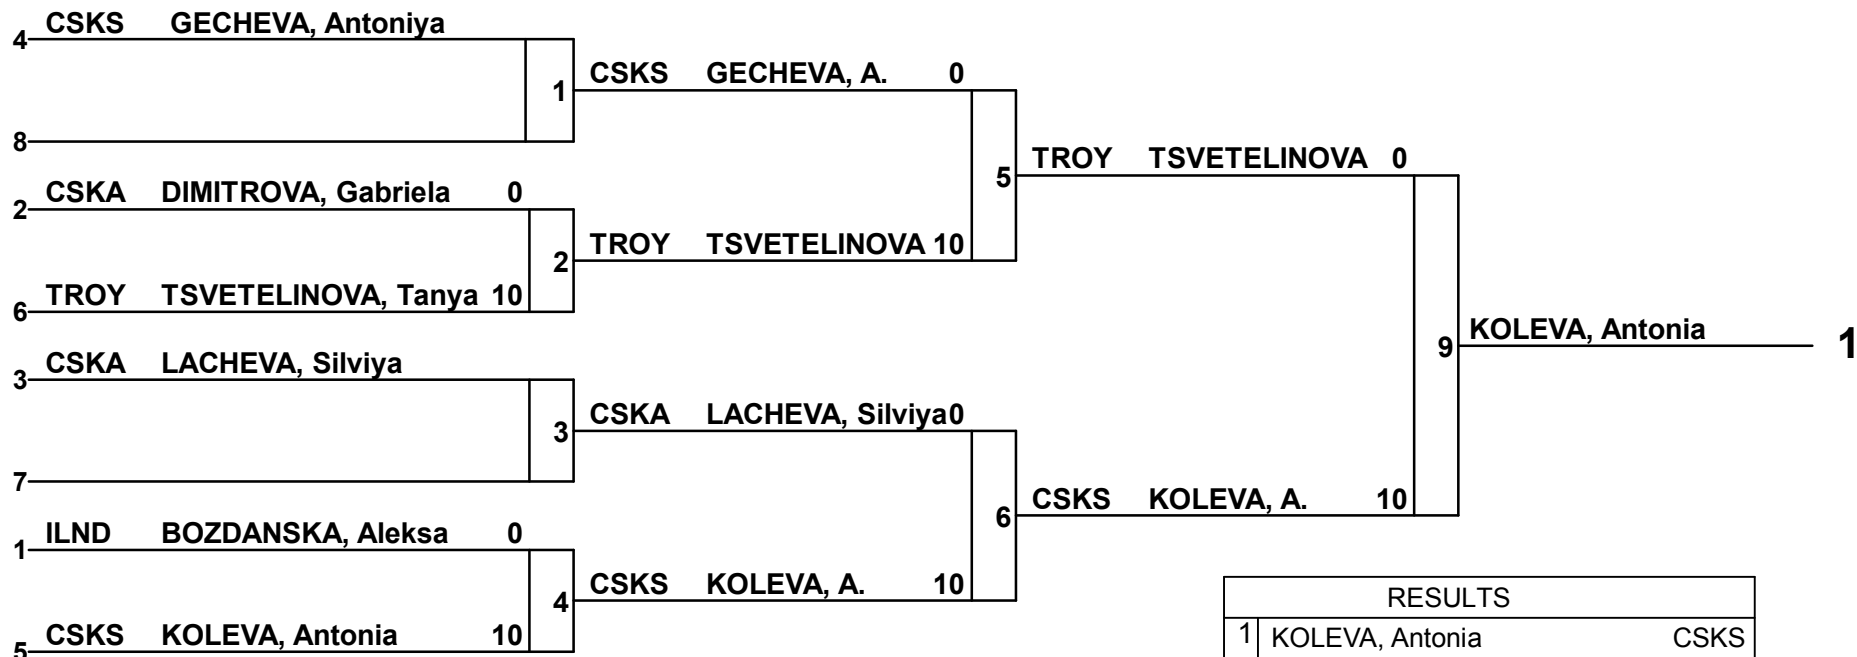 4 CSKS GECHEVA, Antoniya
1 CSKS GECHEVA, A. 0
8
5 TROY TSVETELINOVA 0
2 CSKA DIMITROVA, Gabriela 0
2 TROY TSVETELINOVA 10
6 TROY TSVETELINOVA, Tanya 10
9 KOLEVA, Antonia 1
3 CSKA LACHEVA, Silviya
3 CSKA LACHEVA, Silviya 0
7
6 CSKS KOLEVA, A. 10
1 ILND BOZDANSKA, Aleksa 0
4 CSKS KOLEVA, A. 10
5 CSKS KOLEVA, Antonia 10
RESULTS
1 KOLEVA, Antonia CSKS